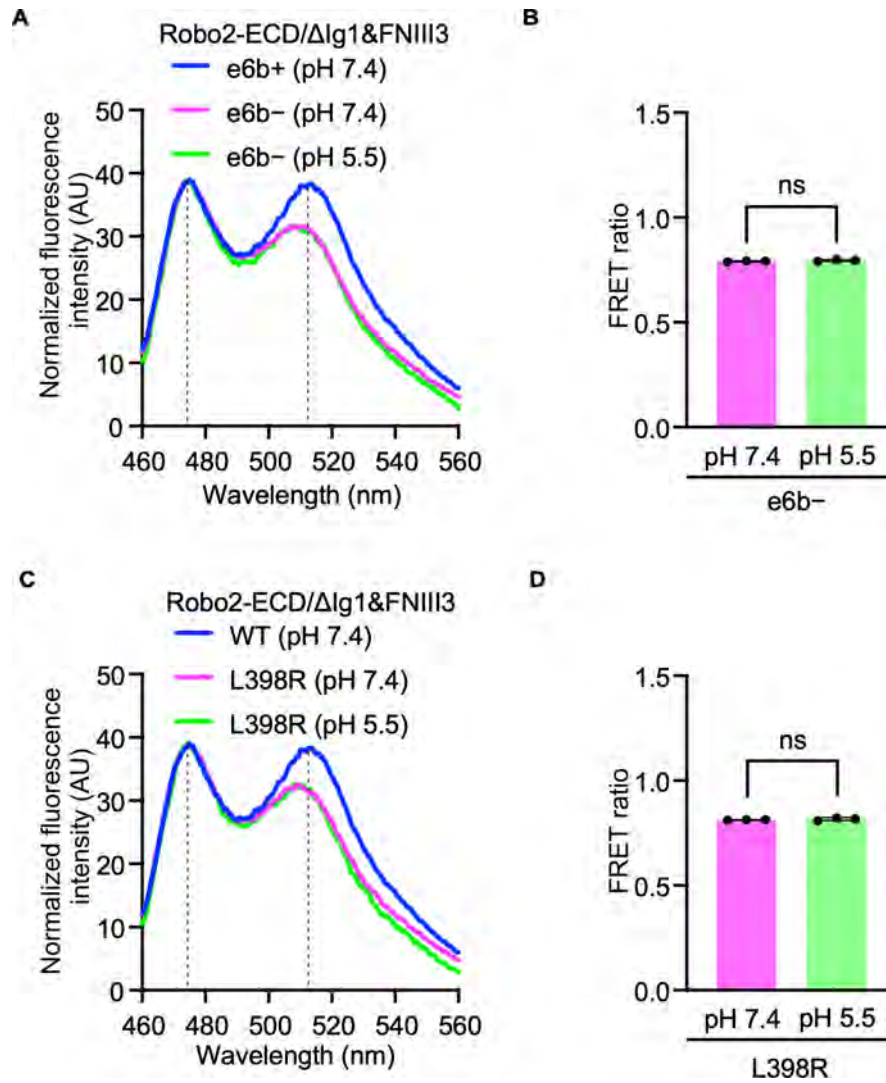 A
Robo2-ECD/ΔIg1&FNIII3
e6b+ (pH 7.4)
e6b− (pH 7.4)
e6b− (pH 5.5)
Normalized fluorescence
intensity (AU)
50
40
30
20
10
0
460 480 500 520 540 560
Wavelength (nm)
B
FRET ratio
1.5
1.0
0.5
0.0
ns
pH 7.4 pH 5.5
e6b−
C
Robo2-ECD/ΔIg1&FNIII3
WT (pH 7.4)
L398R (pH 7.4)
L398R (pH 5.5)
Normalized fluorescence
intensity (AU)
50
40
30
20
10
0
460 480 500 520 540 560
Wavelength (nm)
D
FRET ratio
1.5
1.0
0.5
0.0
ns
pH 7.4 pH 5.5
L398R